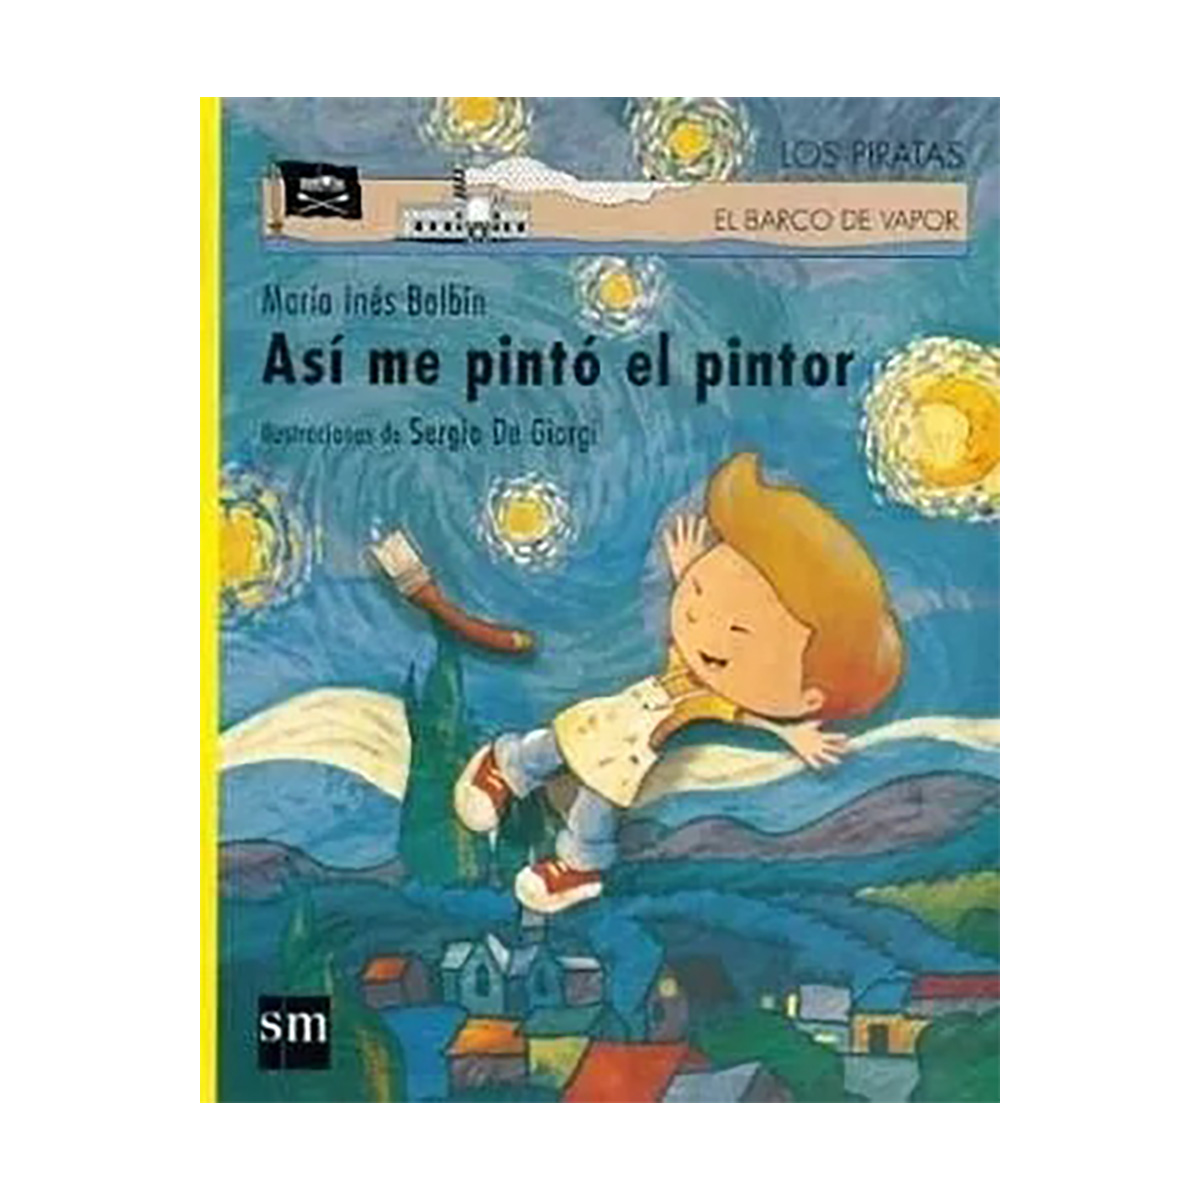 LOS PIRATAS
EL BARCO DE VAPOR
María Inés Balbín
Así me pintó el pintor
Ilustraciones de Sergio De Giorgi
sm